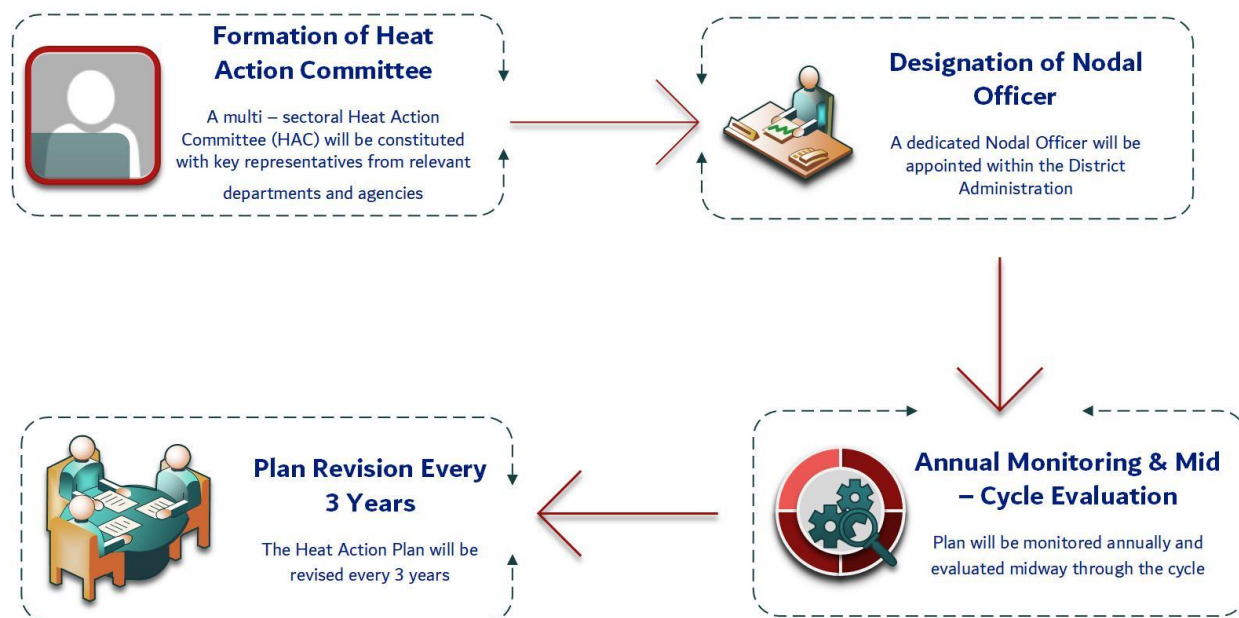 Formation of Heat
Action Committee
A multi – sectoral Heat Action
Committee (HAC) will be constituted
with key representatives from relevant
departments and agencies
Designation of Nodal
Officer
A dedicated Nodal Officer will be
appointed within the District
Administration
Annual Monitoring & Mid
– Cycle Evaluation
Plan will be monitored annually and
evaluated midway through the cycle
Plan Revision Every
3 Years
The Heat Action Plan will be
revised every 3 years